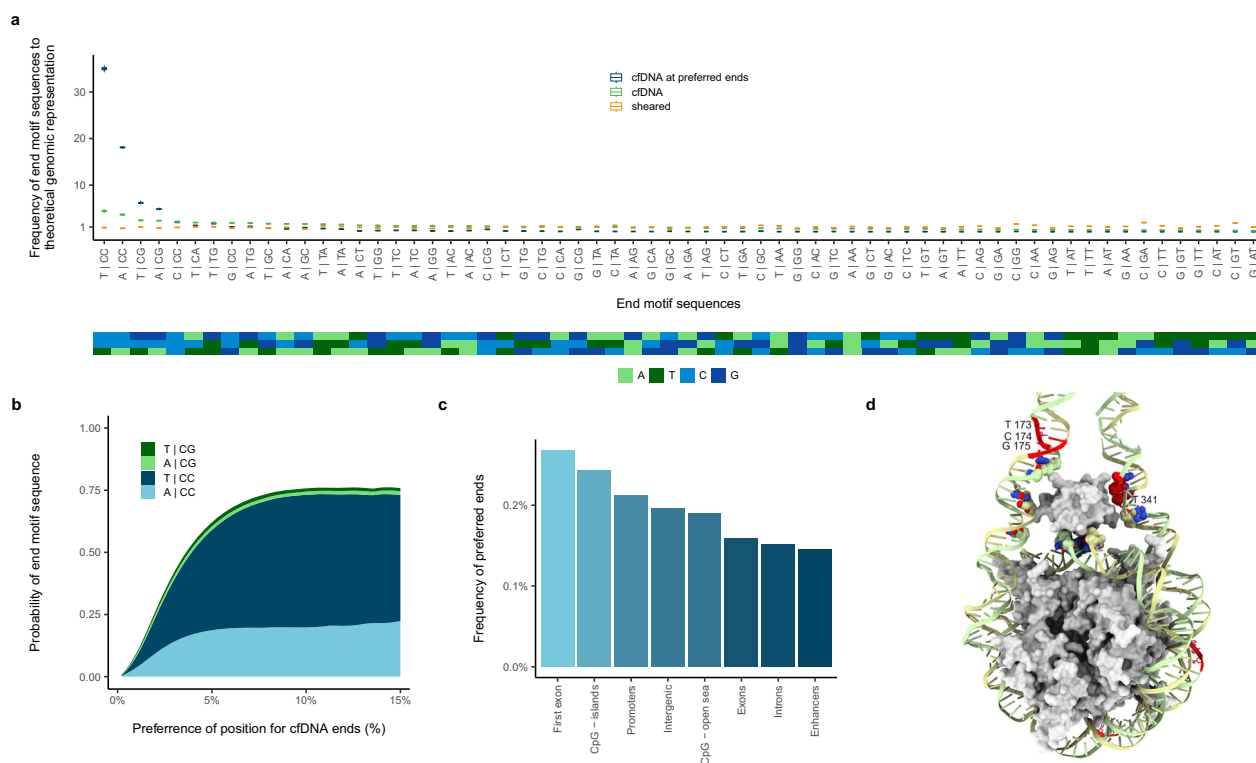 a
Frequency of end motif sequences to
theoretical genomic representation
30
20
10
1
cfDNA at preferred ends
cfDNA
sheared
T | CC
A | CC
T | CG
A | CG
C | CC
T | CA
T | TG
G | CC
A | TG
T | GC
A | CA
A | GC
T | TA
A | TA
A | CT
T | GG
T | TC
A | TC
A | GG
T | AC
A | AC
C | CG
T | CT
G | TG
C | TG
C | CA
G | CG
G | TA
C | TA
A | AG
G | CA
G | GC
A | GA
T | AG
C | CT
T | GA
C | GC
T | AA
G | GG
C | AC
G | TC
A | AA
G | CT
G | AC
C | TC
T | GT
A | GT
A | TT
C | AG
G | GA
C | GG
C | AA
G | AG
T | AT
T | TT
A | AT
G | AA
C | GA
C | TT
G | GT
G | TT
C | AT
C | GT
G | AT
End motif sequences
A
T
C
G
b
Probability of end motif sequence
1.00
0.75
0.50
0.25
0.00
T | CG
A | CG
T | CC
A | CC
0%
5%
10%
15%
Preferrence of position for cfDNA ends (%)
c
Frequency of preferred ends
0.2%
0.1%
0.0%
First exon
CpG − islands
Promoters
Intergenic
CpG − open sea
Exons
Introns
Enhancers
d
T 173
C 174
G 175
T 341